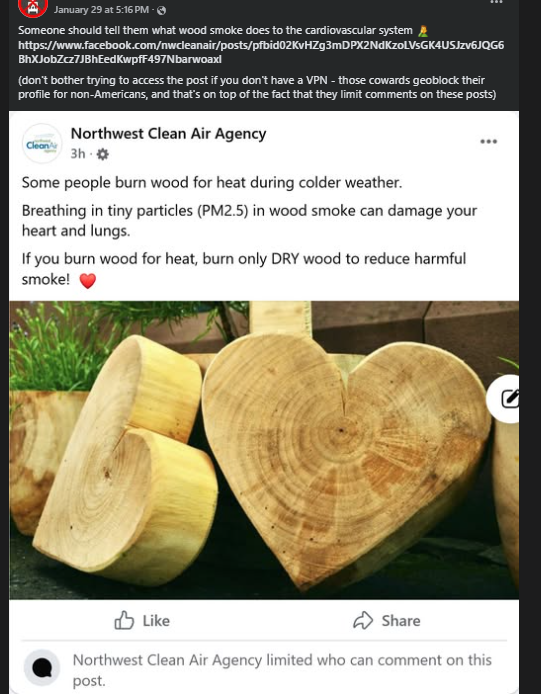 January 29 at 5:16 PM ·
Someone should tell them what wood smoke does to the cardiovascular system 🤦
https://www.facebook.com/nwcleanair/posts/pfbid02KvHZg3mDPX2NdKzoLVsGK4USJzv6JQG6
BhXJobZcz7JBhEedKwpfF497Nbarwoaxl
(don't bother trying to access the post if you don't have a VPN - those cowards geoblock their
profile for non-Americans, and that's on top of the fact that they limit comments on these posts)
CleanAir
Northwest Clean Air Agency
3h ·
Some people burn wood for heat during colder weather.
Breathing in tiny particles (PM2.5) in wood smoke can damage your
heart and lungs.
If you burn wood for heat, burn only DRY wood to reduce harmful
smoke! ❤️
Like
Share
Northwest Clean Air Agency limited who can comment on this
post.